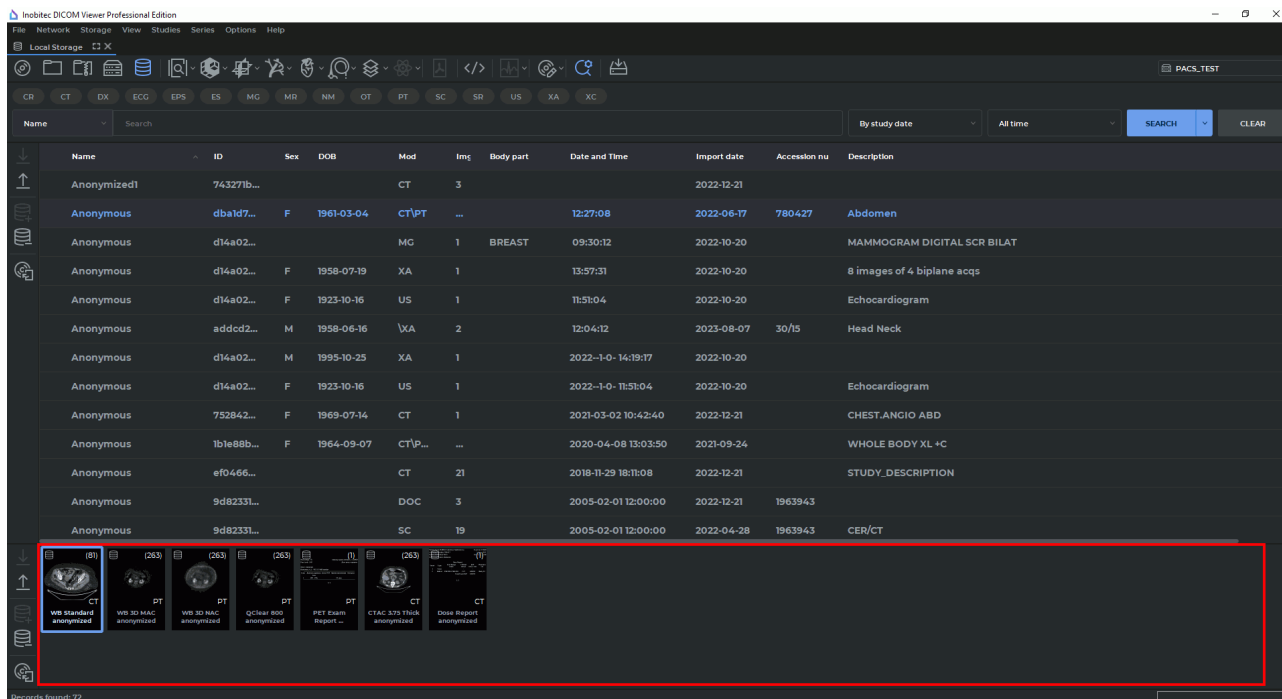 Inobitec DICOM Viewer Professional Edition
File Network Storage View Studies Series Options Help
Local Storage
PACS_TEST
CR CT DX ECG EPS ES MG MR NM OT PT SC SR US XA XC
Name Search By study date All time SEARCH CLEAR
Name ID Sex DOB Mod Img Body part Date and Time Import date Accession nu Description
Anonymized1 743271b... CT 3 2022-12-21
Anonymous dba1d7... F 1961-03-04 CT\PT ... 12:27:08 2022-06-17 780427 Abdomen
Anonymous d14a02... MG 1 BREAST 09:30:12 2022-10-20 MAMMOGRAM DIGITAL SCR BILAT
Anonymous d14a02... F 1958-07-19 XA 1 13:57:31 2022-10-20 8 images of 4 biplane acqs
Anonymous d14a02... F 1923-10-16 US 1 11:51:04 2022-10-20 Echocardiogram
Anonymous addcd2... M 1958-06-16 \XA 2 12:04:12 2023-08-07 30/15 Head Neck
Anonymous d14a02... M 1995-10-25 XA 1 2022--1-0- 14:19:17 2022-10-20
Anonymous d14a02... F 1923-10-16 US 1 2022--1-0- 11:51:04 2022-10-20 Echocardiogram
Anonymous 752842... F 1969-07-14 CT 1 2021-03-02 10:42:40 2022-12-21 CHEST.ANGIO ABD
Anonymous 1b1e88b... F 1964-09-07 CT\P... ... 2020-04-08 13:03:50 2021-09-24 WHOLE BODY XL +C
Anonymous ef0466... CT 21 2018-11-29 18:11:08 2022-12-21 STUDY_DESCRIPTION
Anonymous 9d82331... DOC 3 2005-02-01 12:00:00 2022-12-21 1963943
Anonymous 9d82331... SC 19 2005-02-01 12:00:00 2022-04-28 1963943 CER/CT
(81) (263) (263) (263) (1) (263) (1)
CT PT PT PT PT CT CT
WB Standard WB 3D MAC WB 3D NAC QClear 600 PET Exam CTAC 3.75 Thick Dose Report
anonymized anonymized anonymized anonymized Report ... anonymized anonymized
Records found: 72